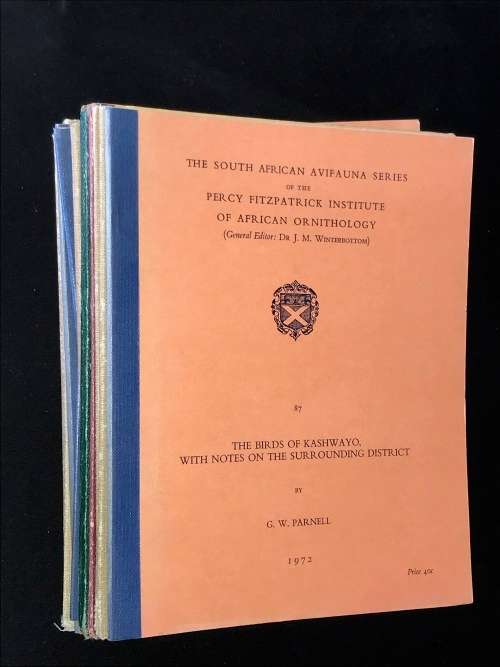 THE SOUTH AFRICAN AVIFAUNA SERIES
OF THE
PERCY FITZPATRICK INSTITUTE
OF AFRICAN ORNITHOLOGY
(General Editor: DR J. M. WINTERBOTTOM)
87
THE BIRDS OF KASHWAYO,
WITH NOTES ON THE SURROUNDING DISTRICT
BY
G. W. PARNELL
1972
Price 40c